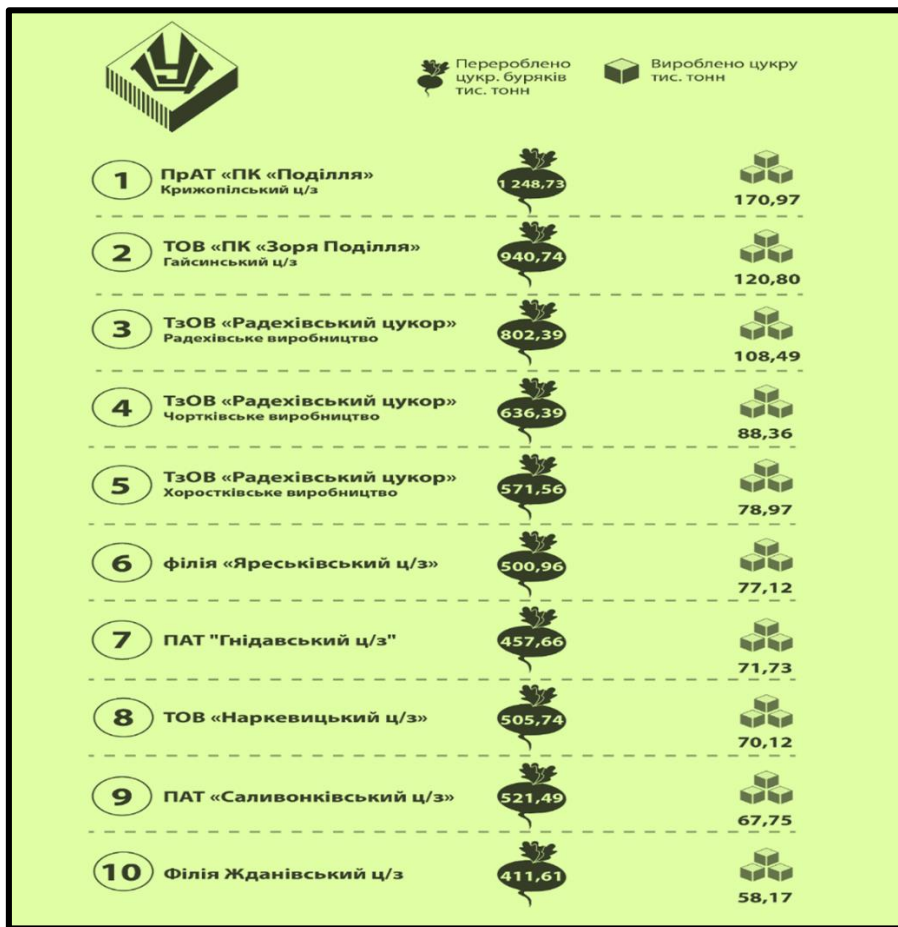 Перероблено
цукр. буряків
тис. тонн
Вироблено цукру
тис. тонн
1 ПрАТ «ПК «Поділля» 1 248,73
Крижопільський ц/з 170,97
2 ТОВ «ПК «Зоря Поділля» 940,74
Гайсинський ц/з 120,80
3 ТзОВ «Радехівський цукор» 802,39
Радехівське виробництво 108,49
4 ТзОВ «Радехівський цукор» 636,39
Чортківське виробництво 88,36
5 ТзОВ «Радехівський цукор» 571,56
Хоростківське виробництво 78,97
6 філія «Яреськівський ц/з» 500,96
77,12
7 ПАТ "Гнідавський ц/з" 457,66
71,73
8 ТОВ «Наркевицький ц/з» 505,74
70,12
9 ПАТ «Саливонківський ц/з» 521,49
67,75
10 Філія Жданівський ц/з 411,61
58,17